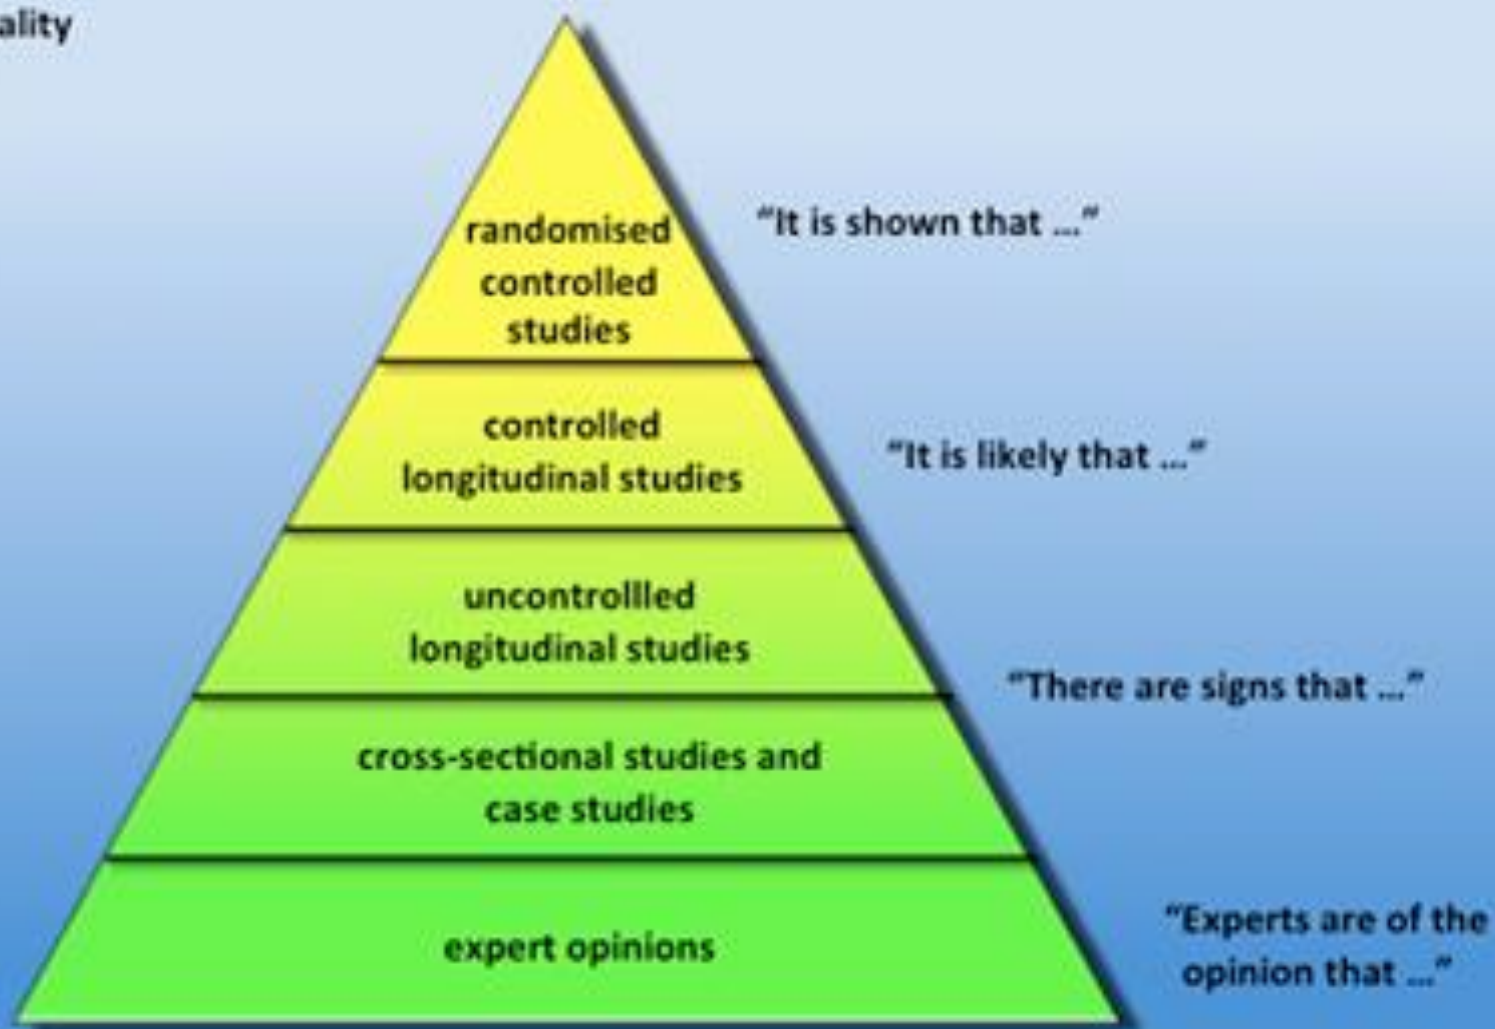 ality
randomised
controlled
studies
"It is shown that ..."
controlled
longitudinal studies
"It is likely that ..."
uncontrollled
longitudinal studies
"There are signs that ..."
cross-sectional studies and
case studies
expert opinions
"Experts are of the
opinion that ..."